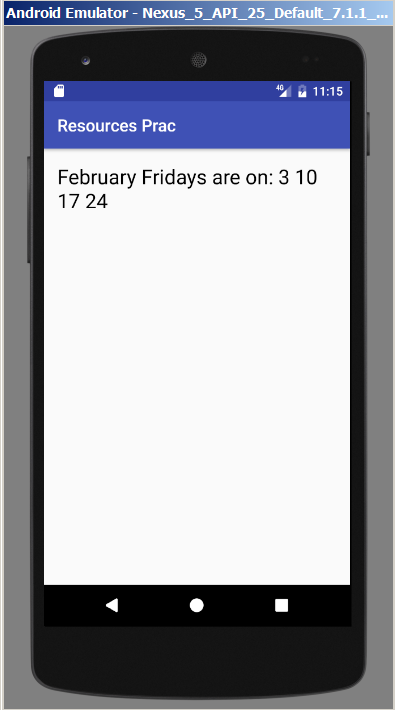 Android Emulator - Nexus_5_API_25_Default_7.1.1_...
4G 11:15
Resources Prac
February Fridays are on: 3 10
17 24